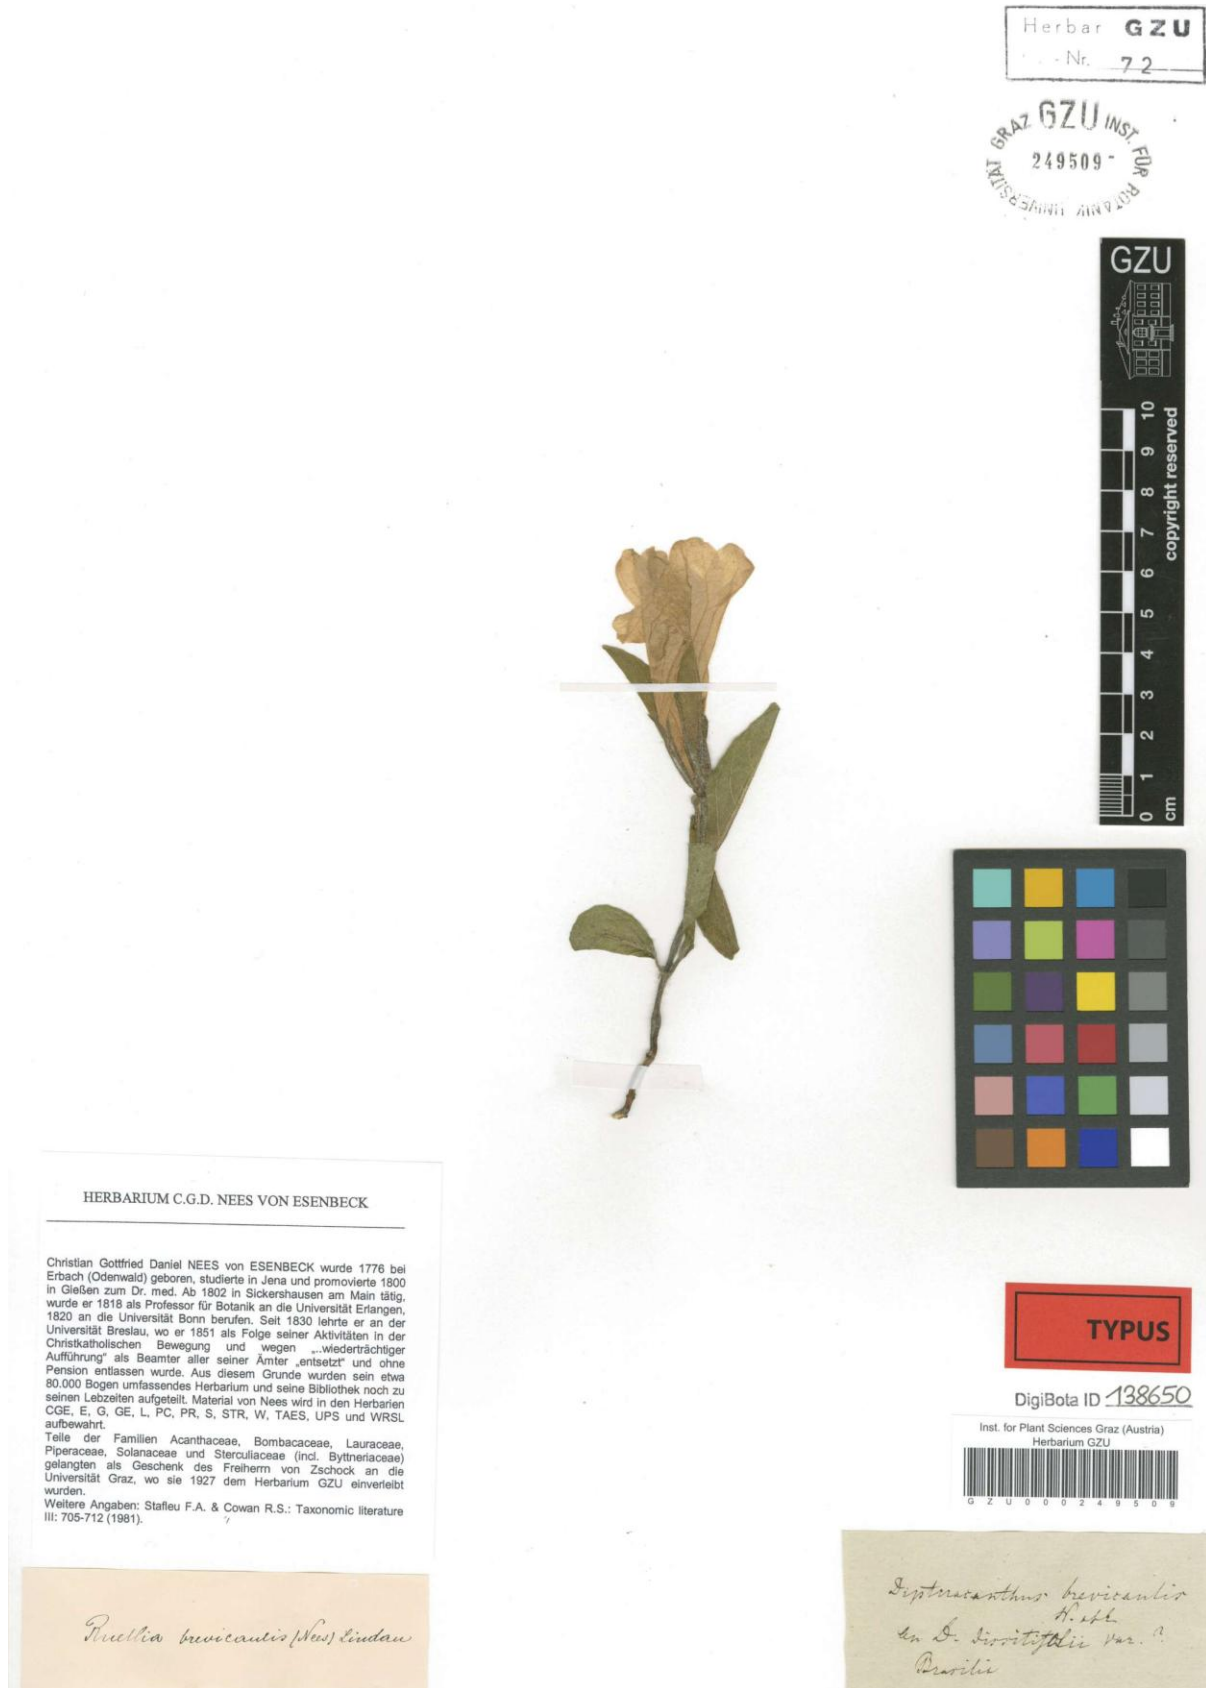 Herbar GZU
Nr. 72
UNIVERSITÄT GRAZ GZU INST. FÜR BOTANIK
249509
GZU
10
9
8
7
6
5
4
3
2
1
0
cm
copyright reserved
HERBARIUM C.G.D. NEES VON ESENBECK
Christian Gottfried Daniel NEES von ESENBECK wurde 1776 bei
Erbach (Odenwald) geboren, studierte in Jena und promovierte 1800
in Gießen zum Dr. med. Ab 1802 in Sickershausen am Main tätig,
wurde er 1818 als Professor für Botanik an die Universität Erlangen,
1820 an die Universität Bonn berufen. Seit 1830 lehrte er an der
Universität Breslau, wo er 1851 als Folge seiner Aktivitäten in der
Christkatholischen Bewegung und wegen „..wiederträchtiger
Aufführung“ als Beamter aller seiner Ämter „entsetzt“ und ohne
Pension entlassen wurde. Aus diesem Grunde wurden sein etwa
80.000 Bogen umfassendes Herbarium und seine Bibliothek noch zu
seinen Lebzeiten aufgeteilt. Material von Nees wird in den Herbarien
CGE, E, G, GE, L, PC, PR, S, STR, W, TAES, UPS und WRSL
aufbewahrt.
Teile der Familien Acanthaceae, Bombacaceae, Lauraceae,
Piperaceae, Solanaceae und Sterculiaceae (incl. Byttneriaceae)
gelangten als Geschenk des Freiherrn von Zschock an die
Universität Graz, wo sie 1927 dem Herbarium GZU einverleibt
wurden.
Weitere Angaben: Stafleu F.A. & Cowan R.S.: Taxonomic literature
III: 705-712 (1981).
Ruellia brevicaulis (Nees) Lindau
TYPUS
DigiBota ID 138650
Inst. for Plant Sciences Graz (Austria)
Herbarium GZU
GZU000249509
Dipteracanthus brevicaulis
N. ab E.
An D. dissitifolii var. ?
Brasilia